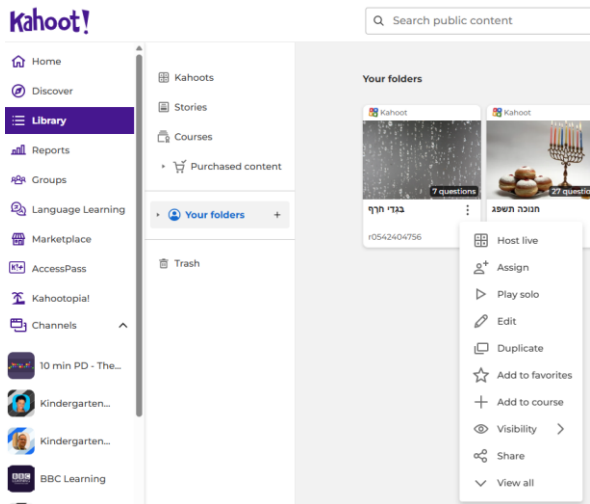 Kahoot!
Search public content
Home
Discover
Library
Reports
Groups
Language Learning
Marketplace
AccessPass
Kahootopia!
Channels
10 min PD - The...
Kindergarten...
Kindergarten...
BBC Learning
Kahoots
Stories
Courses
Purchased content
Your folders
Trash
Your folders
Kahoot
7 questions
בגדי חרף
r0542404756
Kahoot
27 questio
חנוכה תשפג
Host live
Assign
Play solo
Edit
Duplicate
Add to favorites
Add to course
Visibility
Share
View all